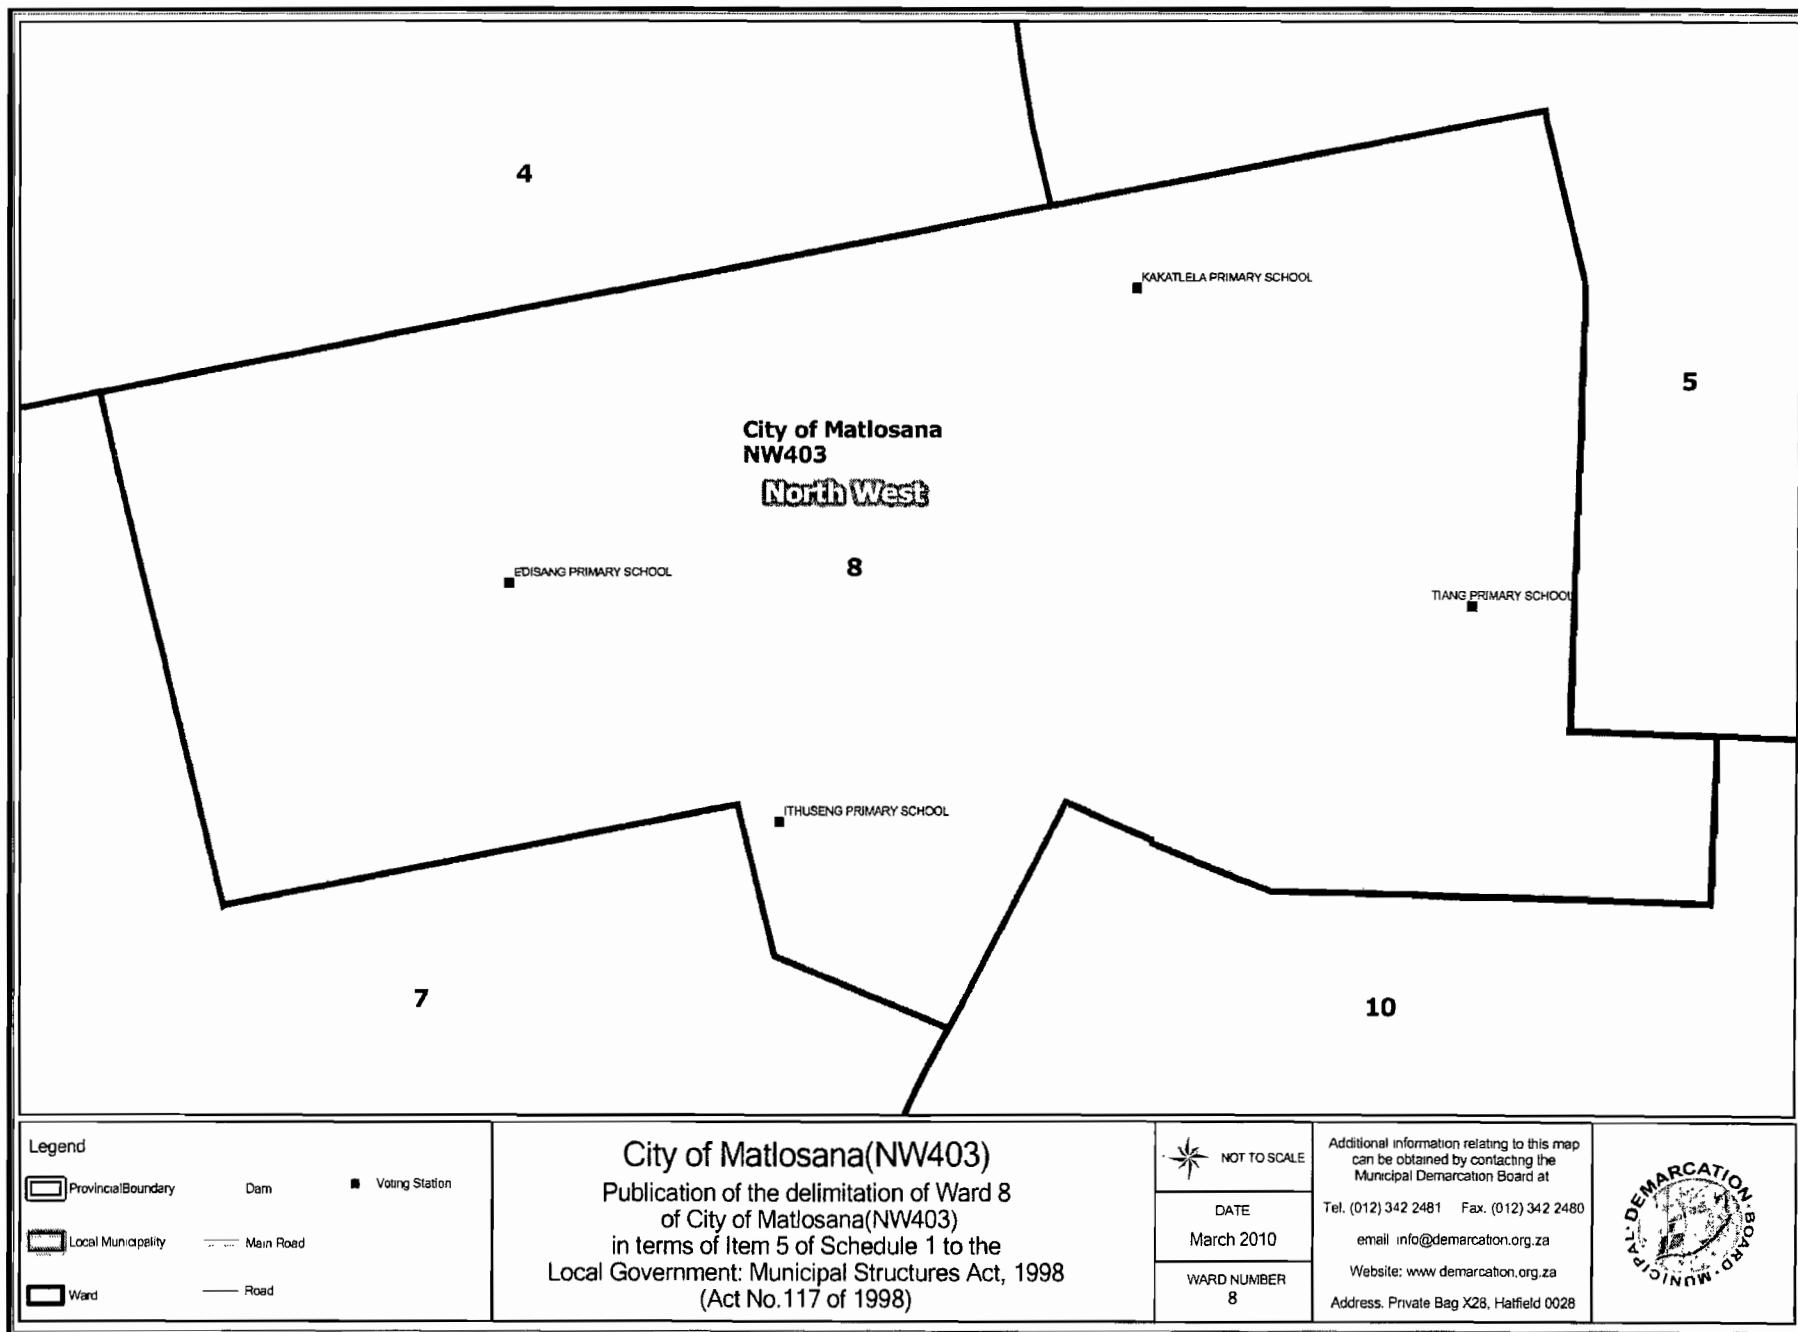 4
KAKATLELA PRIMARY SCHOOL
5
City of Matlosana
NW403
North West
EDISANG PRIMARY SCHOOL
8
TIANG PRIMARY SCHOOL
ITHUSENG PRIMARY SCHOOL
7
10
Legend
ProvincialBoundary
Dam
Voting Station
Local Municipality
Main Road
Ward
Road
City of Matlosana(NW403)
Publication of the delimitation of Ward 8
of City of Matlosana(NW403)
in terms of Item 5 of Schedule 1 to the
Local Government: Municipal Structures Act, 1998
(Act No.117 of 1998)
NOT TO SCALE
DATE
March 2010
WARD NUMBER
8
Additional information relating to this map
can be obtained by contacting the
Municipal Demarcation Board at
Tel. (012) 342 2481 Fax. (012) 342 2480
email info@demarcation.org.za
Website: www demarcation.org.za
Address. Private Bag X28, Hatfield 0028
MUNICIPAL · DEMARCATION · BOARD ·